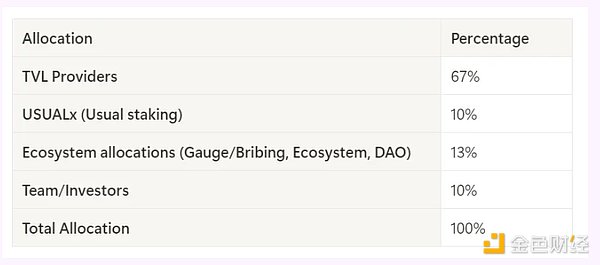 Allocation Percentage
TVL Providers 67%
USUALx (Usual staking) 10%
Ecosystem allocations (Gauge/Bribing, Ecosystem, DAO) 13%
Team/Investors 10%
Total Allocation 100%
金色财经